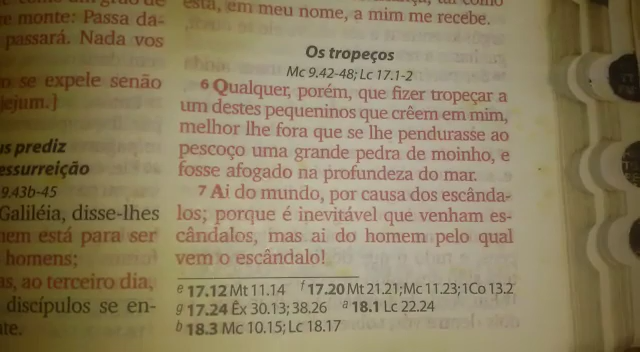 e monte: Passa da-
passará. Nada vos
o se expele senão
jejum.]
us prediz
essurreição
9.43b-45
Galiléia, disse-lhes
nem está para ser
homens;
as, ao terceiro dia,
discípulos se en-
te.
está, em meu nome, a mim me recebe.
Os tropeços
Mc 9.42-48; Lc 17.1-2
6 Qualquer, porém, que fizer tropeçar a
um destes pequeninos que crêem em mim,
melhor lhe fora que se lhe pendurasse ao
pescoço uma grande pedra de moinho, e
fosse afogado na profundeza do mar.
7 Ai do mundo, por causa dos escânda-
los; porque é inevitável que venham es-
cândalos, mas ai do homem pelo qual
vem o escândalo!
e 17.12 Mt 11.14 f 17.20 Mt 21.21; Mc 11.23; 1Co 13.2
g 17.24 Êx 30.13; 38.26 a 18.1 Lc 22.24
b 18.3 Mc 10.15; Lc 18.17